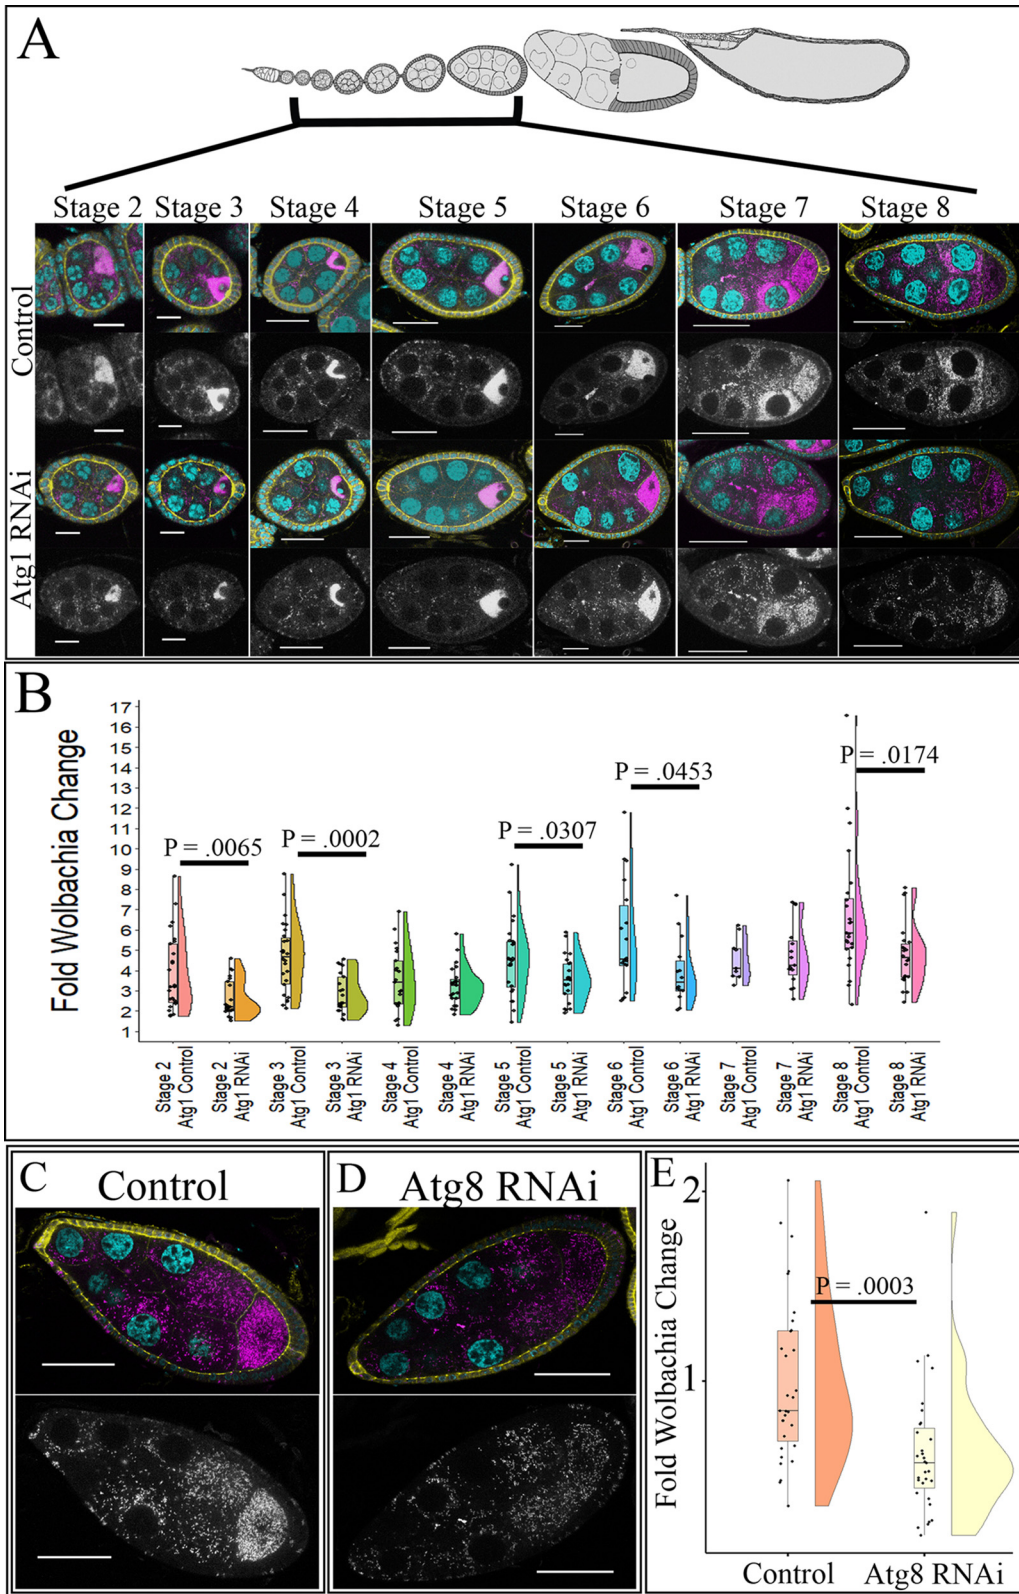 A
Stage 2 Stage 3 Stage 4 Stage 5 Stage 6 Stage 7 Stage 8
Control
Atg1 RNAi
B
Fold Wolbachia Change
17
16
15
14
13
12
11
10
9
8
7
6
5
4
3
2
1
P = .0065
P = .0002
P = .0307
P = .0453
P = .0174
Stage 2
Atg1 Control
Stage 2
Atg1 RNAi
Stage 3
Atg1 Control
Stage 3
Atg1 RNAi
Stage 4
Atg1 Control
Stage 4
Atg1 RNAi
Stage 5
Atg1 Control
Stage 5
Atg1 RNAi
Stage 6
Atg1 Control
Stage 6
Atg1 RNAi
Stage 7
Atg1 Control
Stage 7
Atg1 RNAi
Stage 8
Atg1 Control
Stage 8
Atg1 RNAi
C
Control
D
Atg8 RNAi
E
Fold Wolbachia Change
2
1
P = .0003
Control Atg8 RNAi